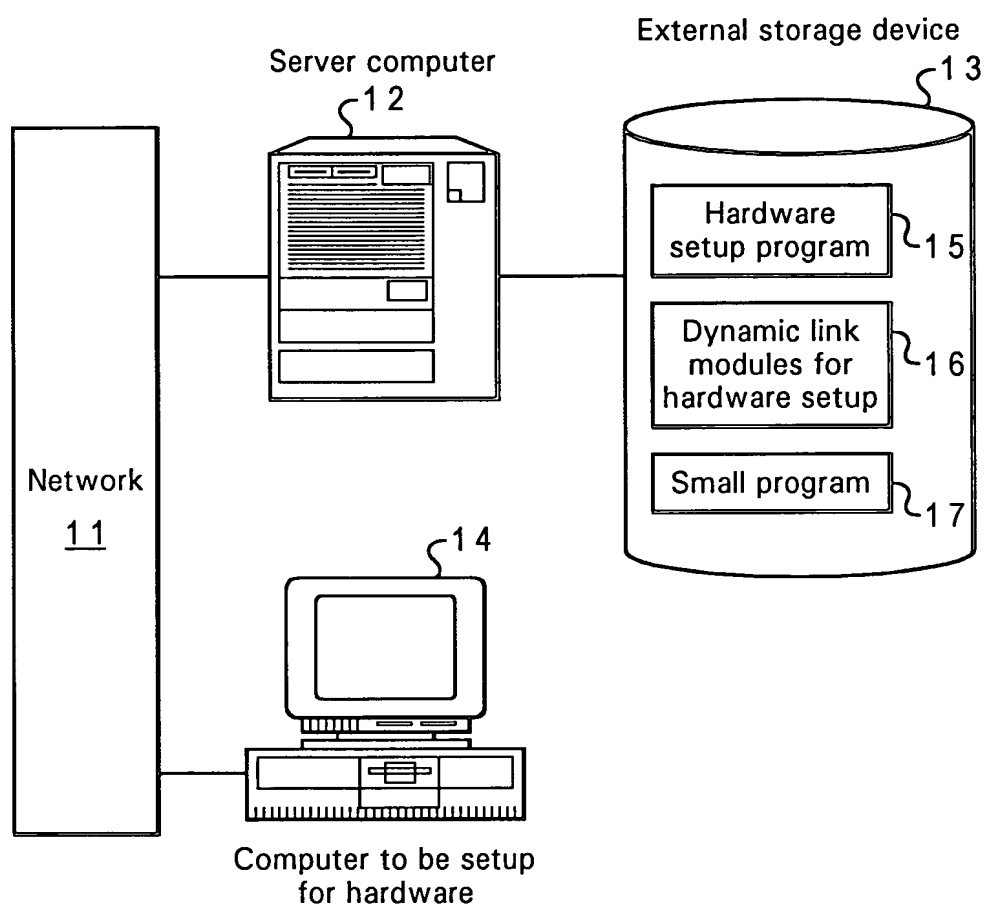 External storage device
13
Server computer
12
Hardware
setup program
15
Dynamic link
modules for
hardware setup
16
Small program
17
Network
11
14
Computer to be setup
for hardware